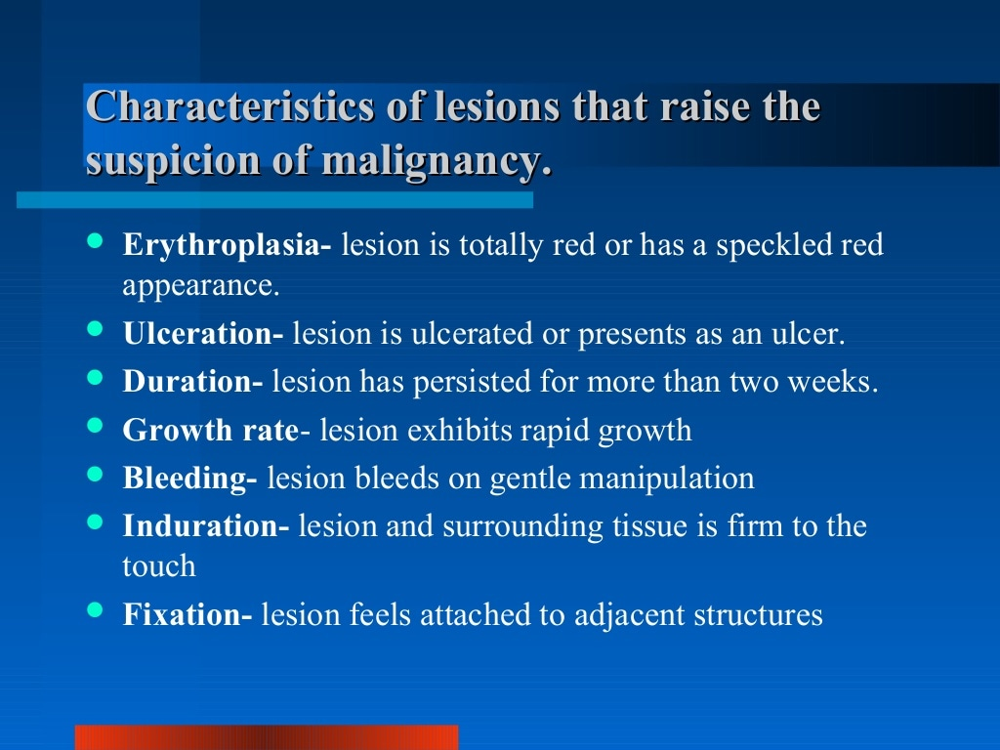 Characteristics of lesions that raise the
suspicion of malignancy.
Erythroplasia- lesion is totally red or has a speckled red
appearance.
Ulceration- lesion is ulcerated or presents as an ulcer.
Duration- lesion has persisted for more than two weeks.
Growth rate- lesion exhibits rapid growth
Bleeding- lesion bleeds on gentle manipulation
Induration- lesion and surrounding tissue is firm to the
touch
Fixation- lesion feels attached to adjacent structures